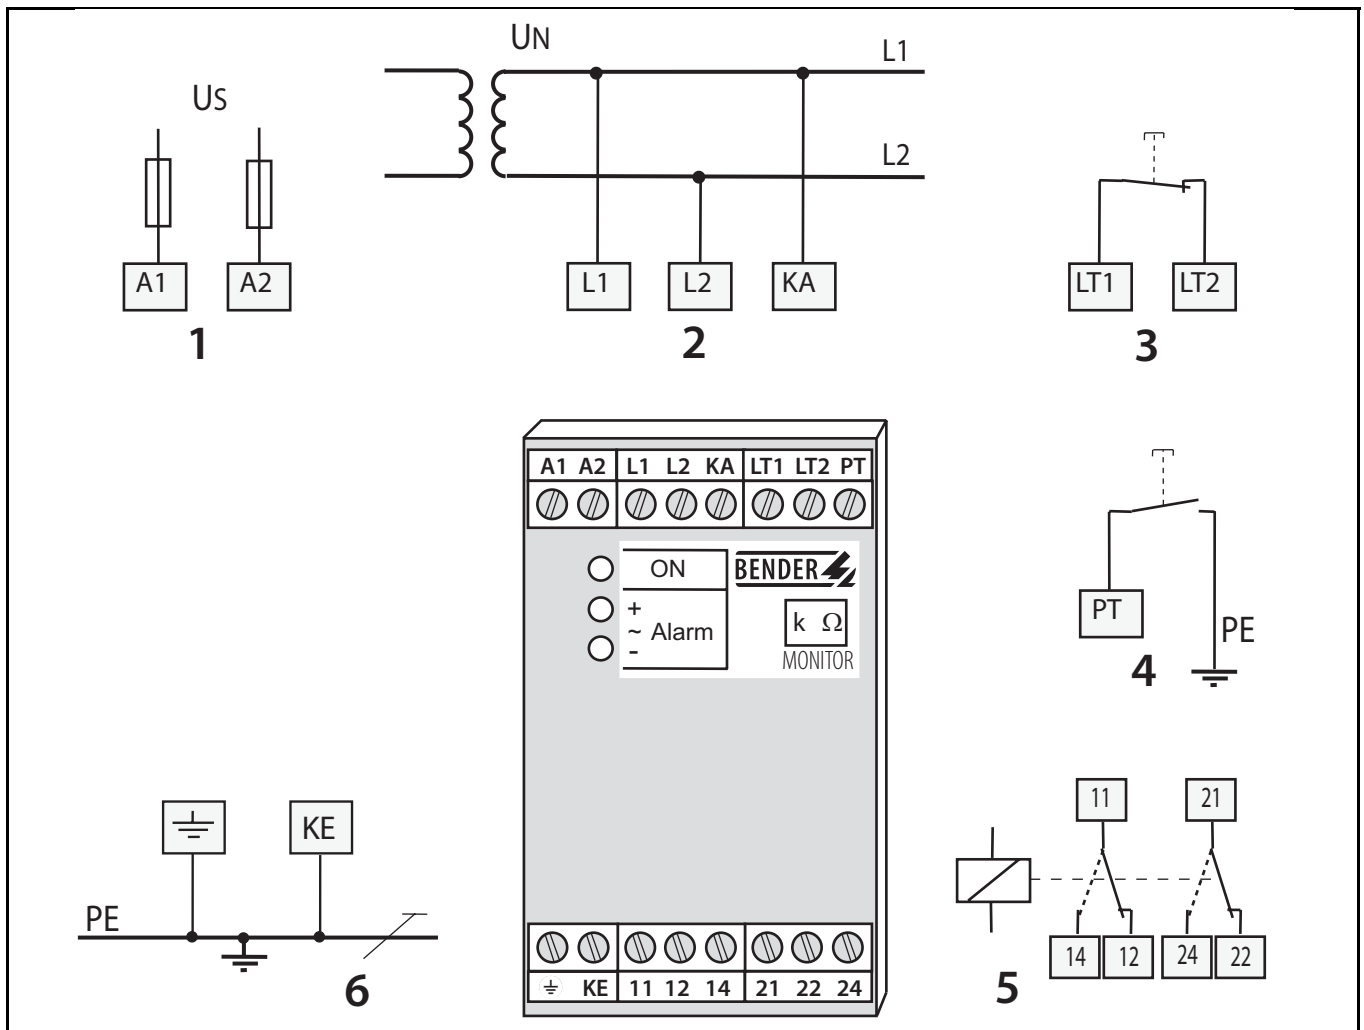 UN
L1
US
L2
A1 A2
L1 L2 KA
LT1 LT2
1
2
3
A1 A2 L1 L2 KA LT1 LT2 PT
ON
BENDER
+
~ Alarm
-
k Ω
MONITOR
PT
PE
4
11 21
KE
PE
6
14 12 24 22
5
KE 11 12 14 21 22 24